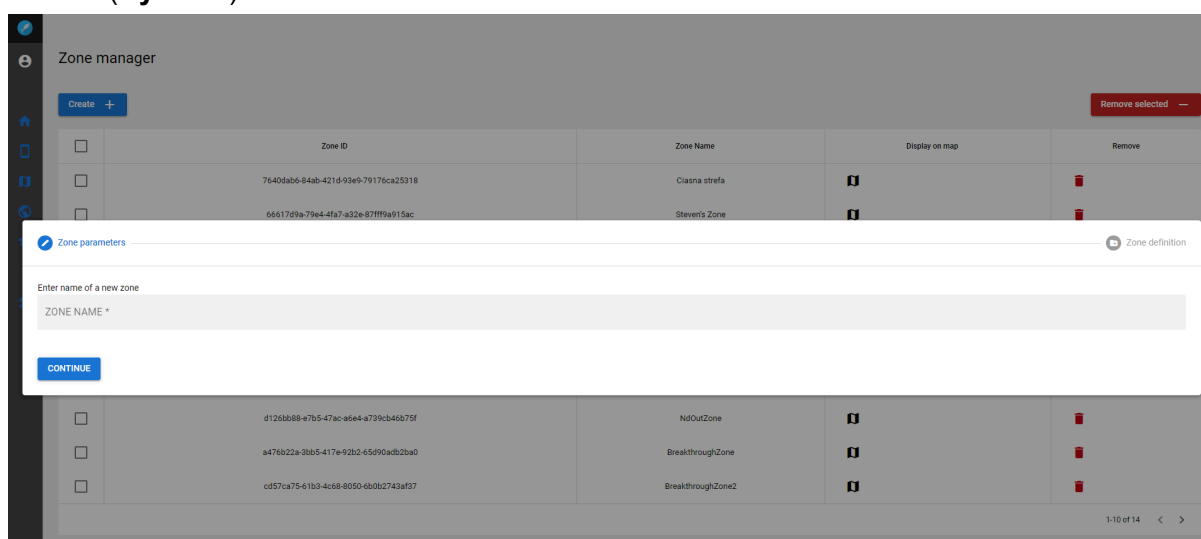 Zone manager
Create +
Remove selected —
Zone ID Zone Name Display on map Remove
7640dab6-84ab-421d-93e9-79176ca25318 Ciasna strefa
66617d9a-79e4-4fa7-a32e-87fff9a915ac Steven's Zone
Zone parameters Zone definition
Enter name of a new zone
ZONE NAME *
CONTINUE
d126bb88-e7b5-47ac-a6e4-a739cb46b75f NdOutZone
a476b22a-3bb5-417e-92b2-65d90adb2ba0 BreakthroughZone
cd57ca75-61b3-4c68-8050-6b0b2743af37 BreakthroughZone2
1-10 of 14 < >